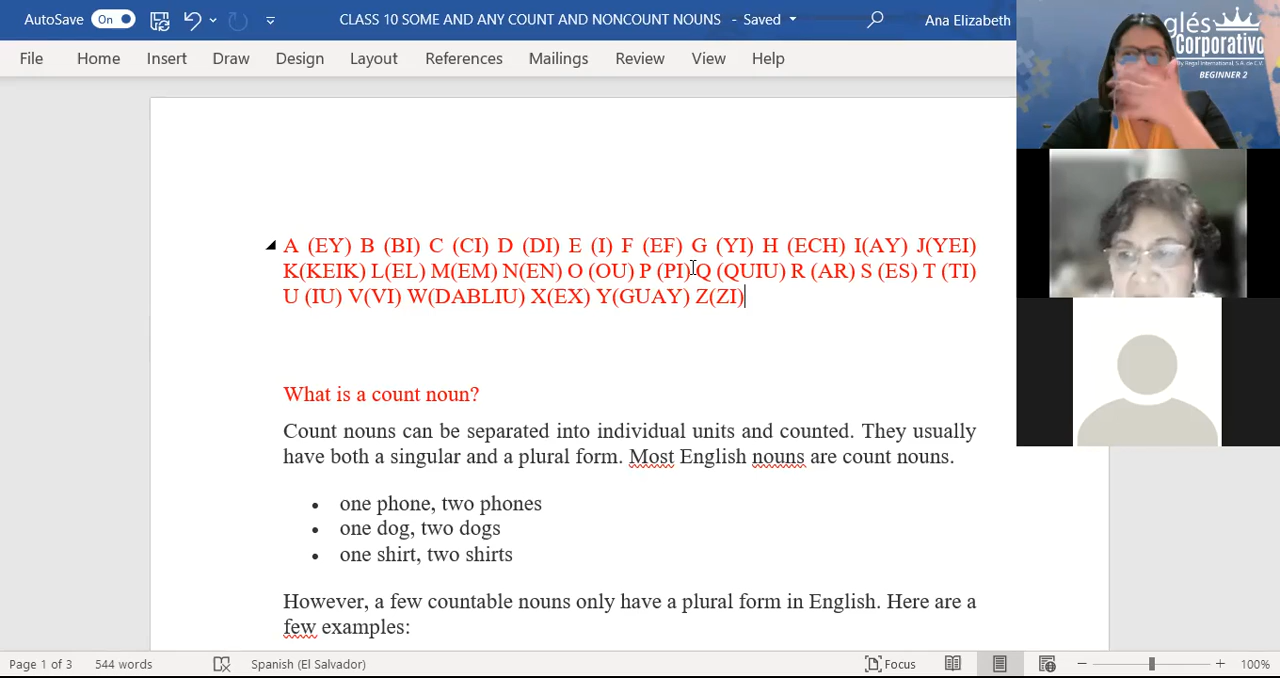 AutoSave On CLASS 10 SOME AND ANY COUNT AND NONCOUNT NOUNS - Saved Ana Elizabeth
File Home Insert Draw Design Layout References Mailings Review View Help
glés
Corporativo
By Regal International, S.A. de C.V.
BEGINNER 2
A (EY) B (BI) C (CI) D (DI) E (I) F (EF) G (YI) H (ECH) I(AY) J(YEI)
K(KEIK) L(EL) M(EM) N(EN) O (OU) P (PI) Q (QUIU) R (AR) S (ES) T (TI)
U (IU) V(VI) W(DABLIU) X(EX) Y(GUAY) Z(ZI)
What is a count noun?
Count nouns can be separated into individual units and counted. They usually
have both a singular and a plural form. Most English nouns are count nouns.
• one phone, two phones
• one dog, two dogs
• one shirt, two shirts
However, a few countable nouns only have a plural form in English. Here are a
few examples:
Page 1 of 3 544 words Spanish (El Salvador) Focus 100%